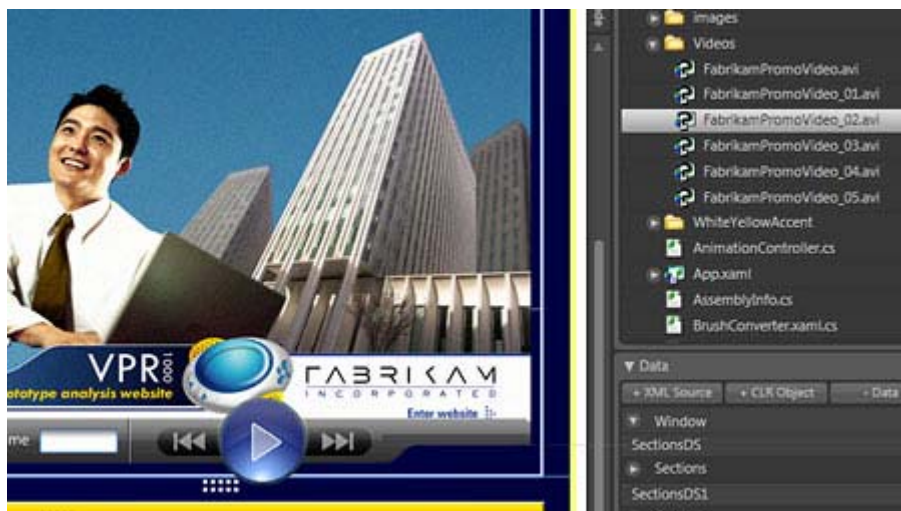 VPR
1000
prototype analysis website
FABRIKAM
INCORPORATED
Enter website
me
images
Videos
FabrikamPromoVideo.avi
FabrikamPromoVideo_01.avi
FabrikamPromoVideo_02.avi
FabrikamPromoVideo_03.avi
FabrikamPromoVideo_04.avi
FabrikamPromoVideo_05.avi
WhiteYellowAccent
AnimationController.cs
App.xaml
AssemblyInfo.cs
BrushConverter.xaml.cs
Data
+ XML Source + CLR Object - Data
Window
SectionsDS
Sections
SectionsDS1